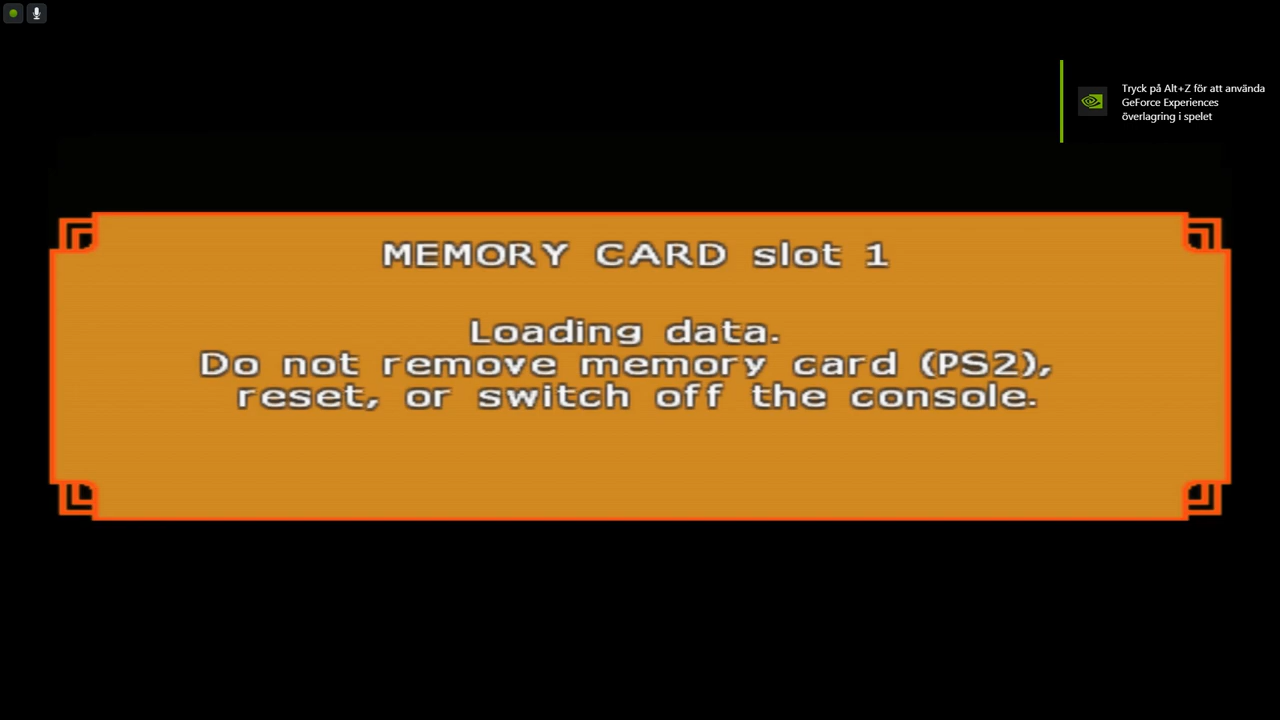 Tryck på Alt+Z för att använda
GeForce Experiences
överlagring i spelet
MEMORY CARD slot 1
Loading data.
Do not remove memory card (PS2),
reset, or switch off the console.